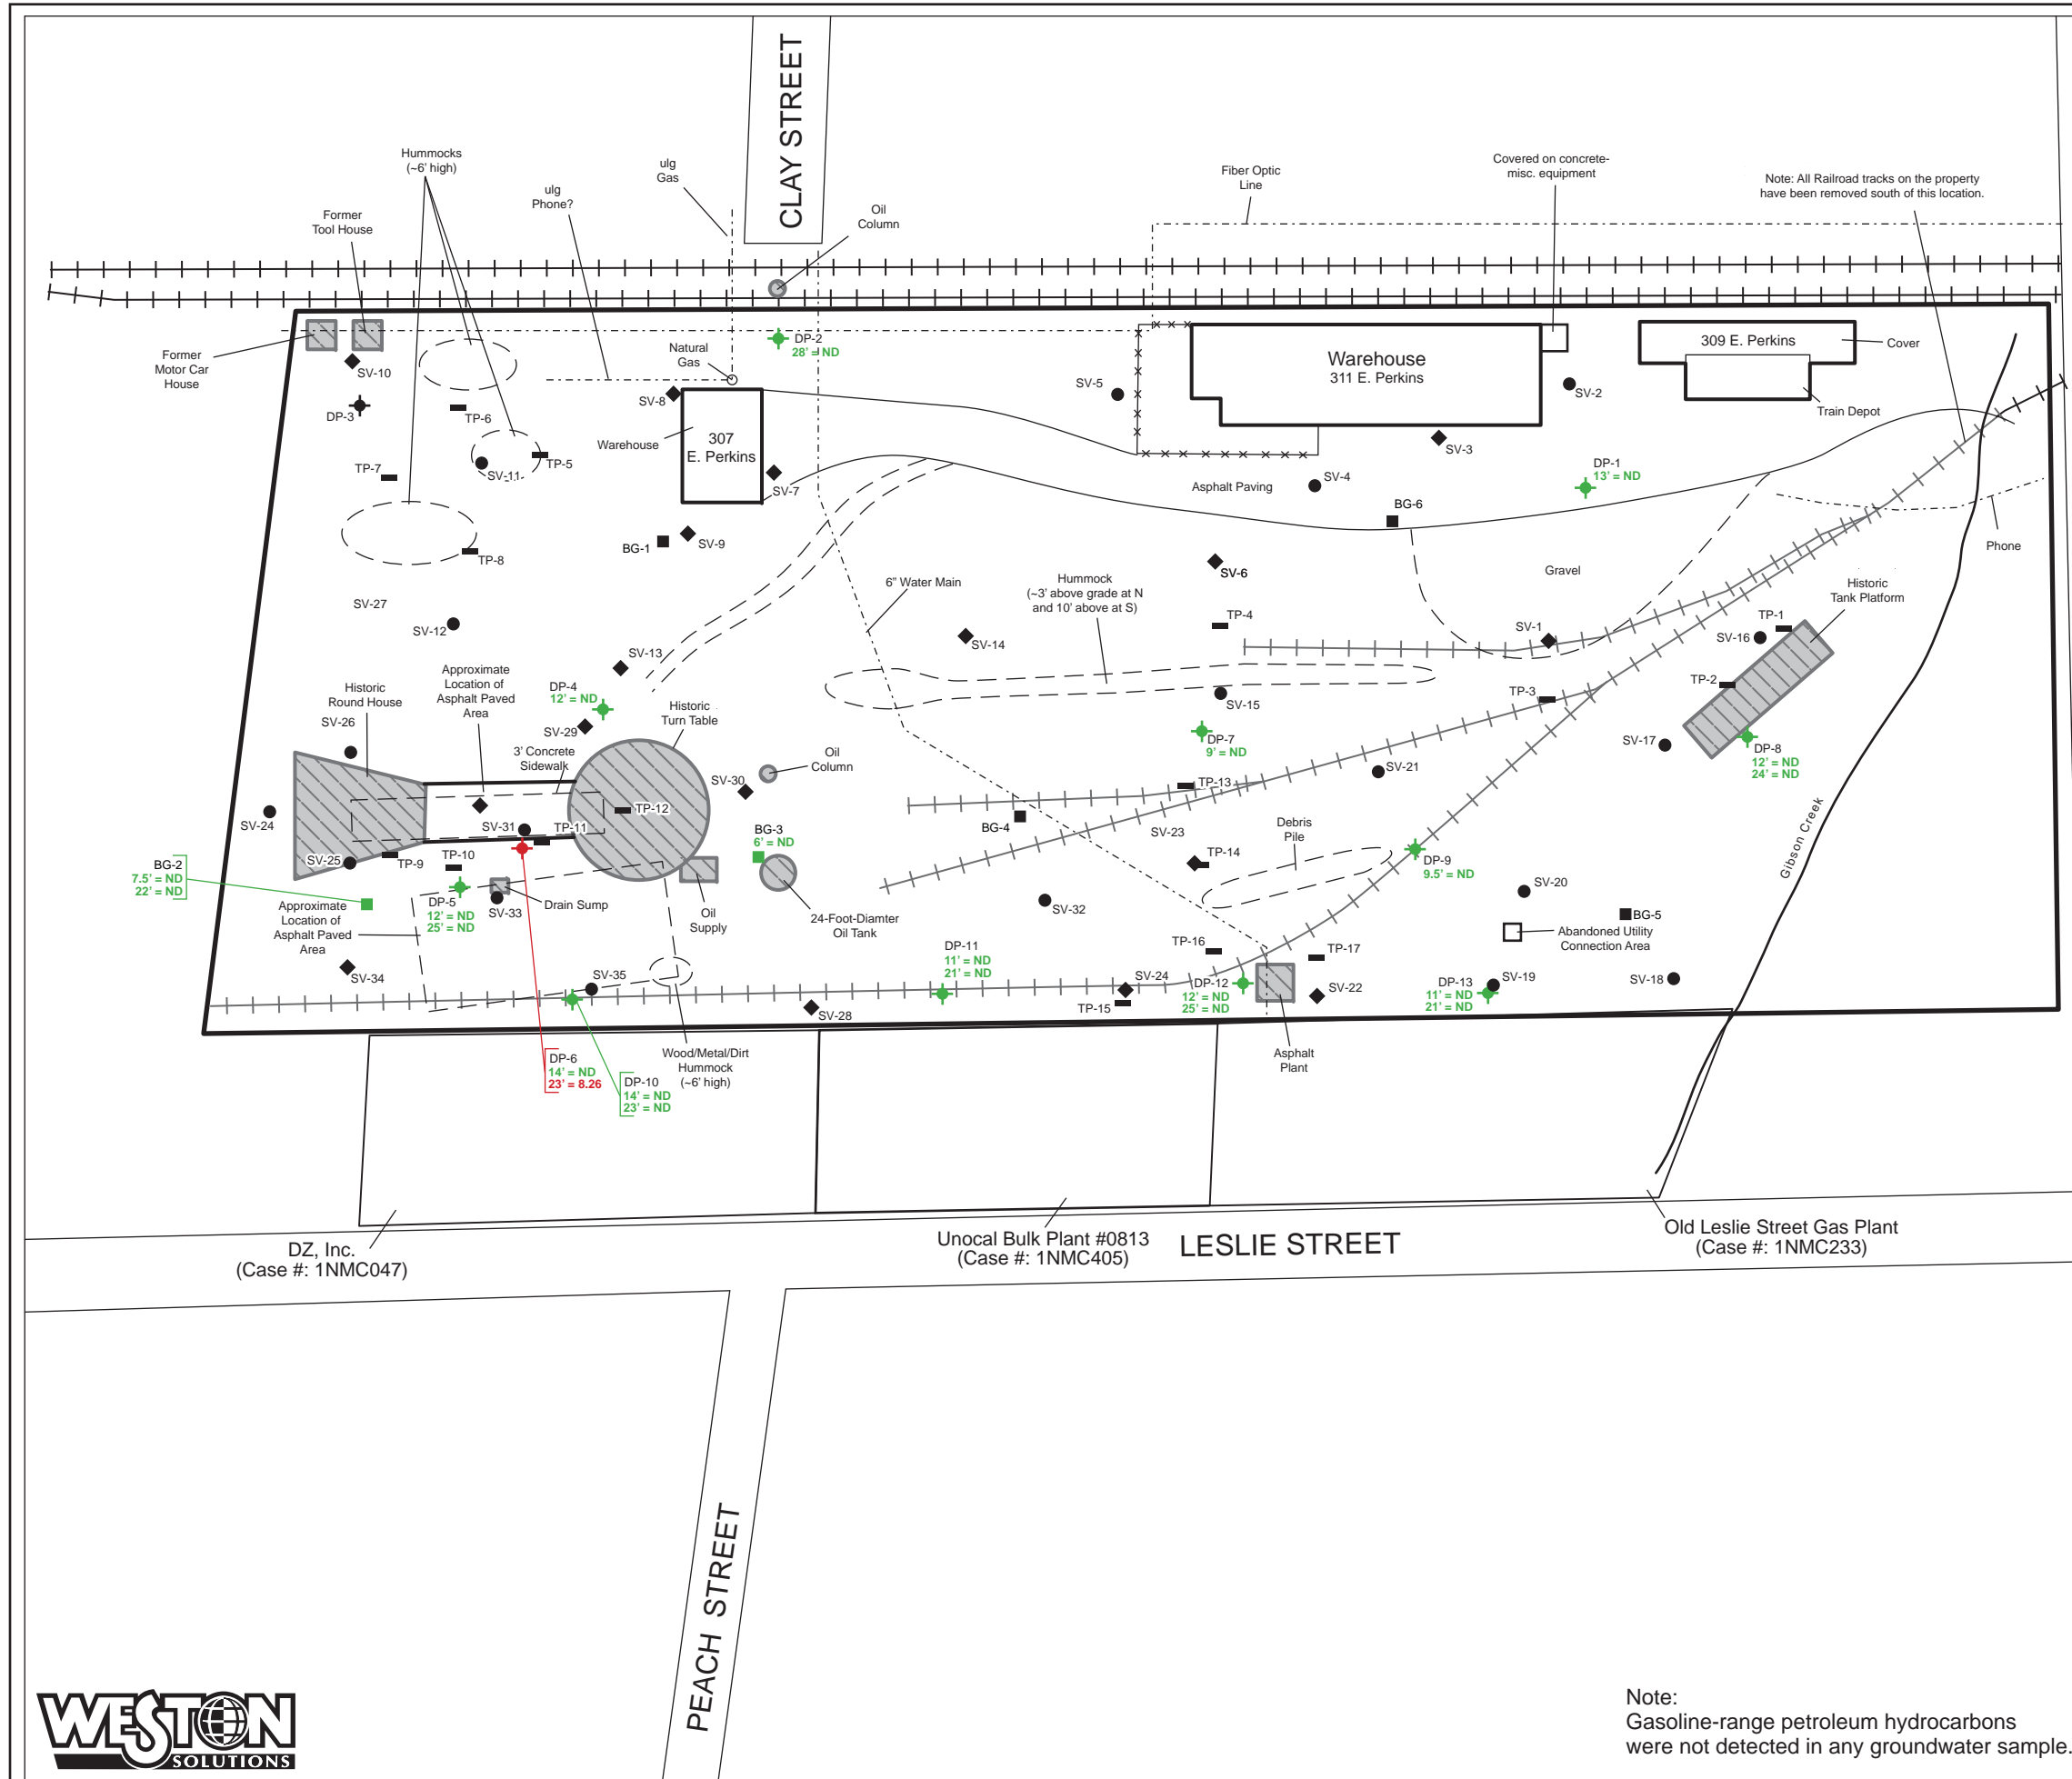 CLAY STREET
Hummocks
(~6' high)
ulg
Gas
ulg
Phone?
Former
Tool House
Oil
Column
Fiber Optic
Line
Covered on concrete-
misc. equipment
Note: All Railroad tracks on the property
have been removed south of this location.
Former
Motor Car
House
SV-10
DP-3
TP-6
TP-7
SV-11
TP-5
TP-8
Natural
Gas
DP-2
28' = ND
SV-8
Warehouse
307
E. Perkins
SV-7
BG-1
SV-9
SV-5
Warehouse
311 E. Perkins
SV-2
SV-3
309 E. Perkins
Cover
Train Depot
Asphalt Paving
SV-4
DP-1
13' = ND
BG-6
Phone
SV-27
SV-12
SV-13
6" Water Main
Hummock
(~3' above grade at N
and 10' above at S)
SV-6
Gravel
Historic
Tank Platform
TP-4
SV-14
SV-1
SV-16
TP-1
TP-2
TP-3
SV-15
Historic
Round House
SV-26
Approximate
Location of
Asphalt Paved
Area
DP-4
12' = ND
SV-29
Historic
Turn Table
3' Concrete
Sidewalk
Oil
Column
SV-30
DP-7
9' = ND
SV-17
DP-8
12' = ND
24' = ND
SV-21
TP-13
SV-24
SV-31
TP-11
TP-12
BG-3
6' = ND
BG-4
SV-23
Debris
Pile
Gibson Creek
SV-25
TP-9
TP-10
BG-2
7.5' = ND
22' = ND
TP-14
DP-9
9.5' = ND
DP-5
12' = ND
25' = ND
SV-33
Drain Sump
Oil
Supply
24-Foot-Diamter
Oil Tank
SV-32
SV-20
BG-5
Approximate
Location of
Asphalt Paved
Area
Abandoned Utility
Connection Area
SV-34
SV-35
DP-11
11' = ND
21' = ND
TP-16
TP-17
SV-28
SV-24
TP-15
DP-12
12' = ND
25' = ND
SV-22
DP-13
11' = ND
21' = ND
SV-19
SV-18
DP-6
14' = ND
23' = 8.26
DP-10
14' = ND
23' = ND
Wood/Metal/Dirt
Hummock
(~6' high)
Asphalt
Plant
DZ, Inc.
(Case #: 1NMC047)
Unocal Bulk Plant #0813
(Case #: 1NMC405)
LESLIE STREET
Old Leslie Street Gas Plant
(Case #: 1NMC233)
PEACH STREET
WESTON
SOLUTIONS
Note:
Gasoline-range petroleum hydrocarbons
were not detected in any groundwater sample.